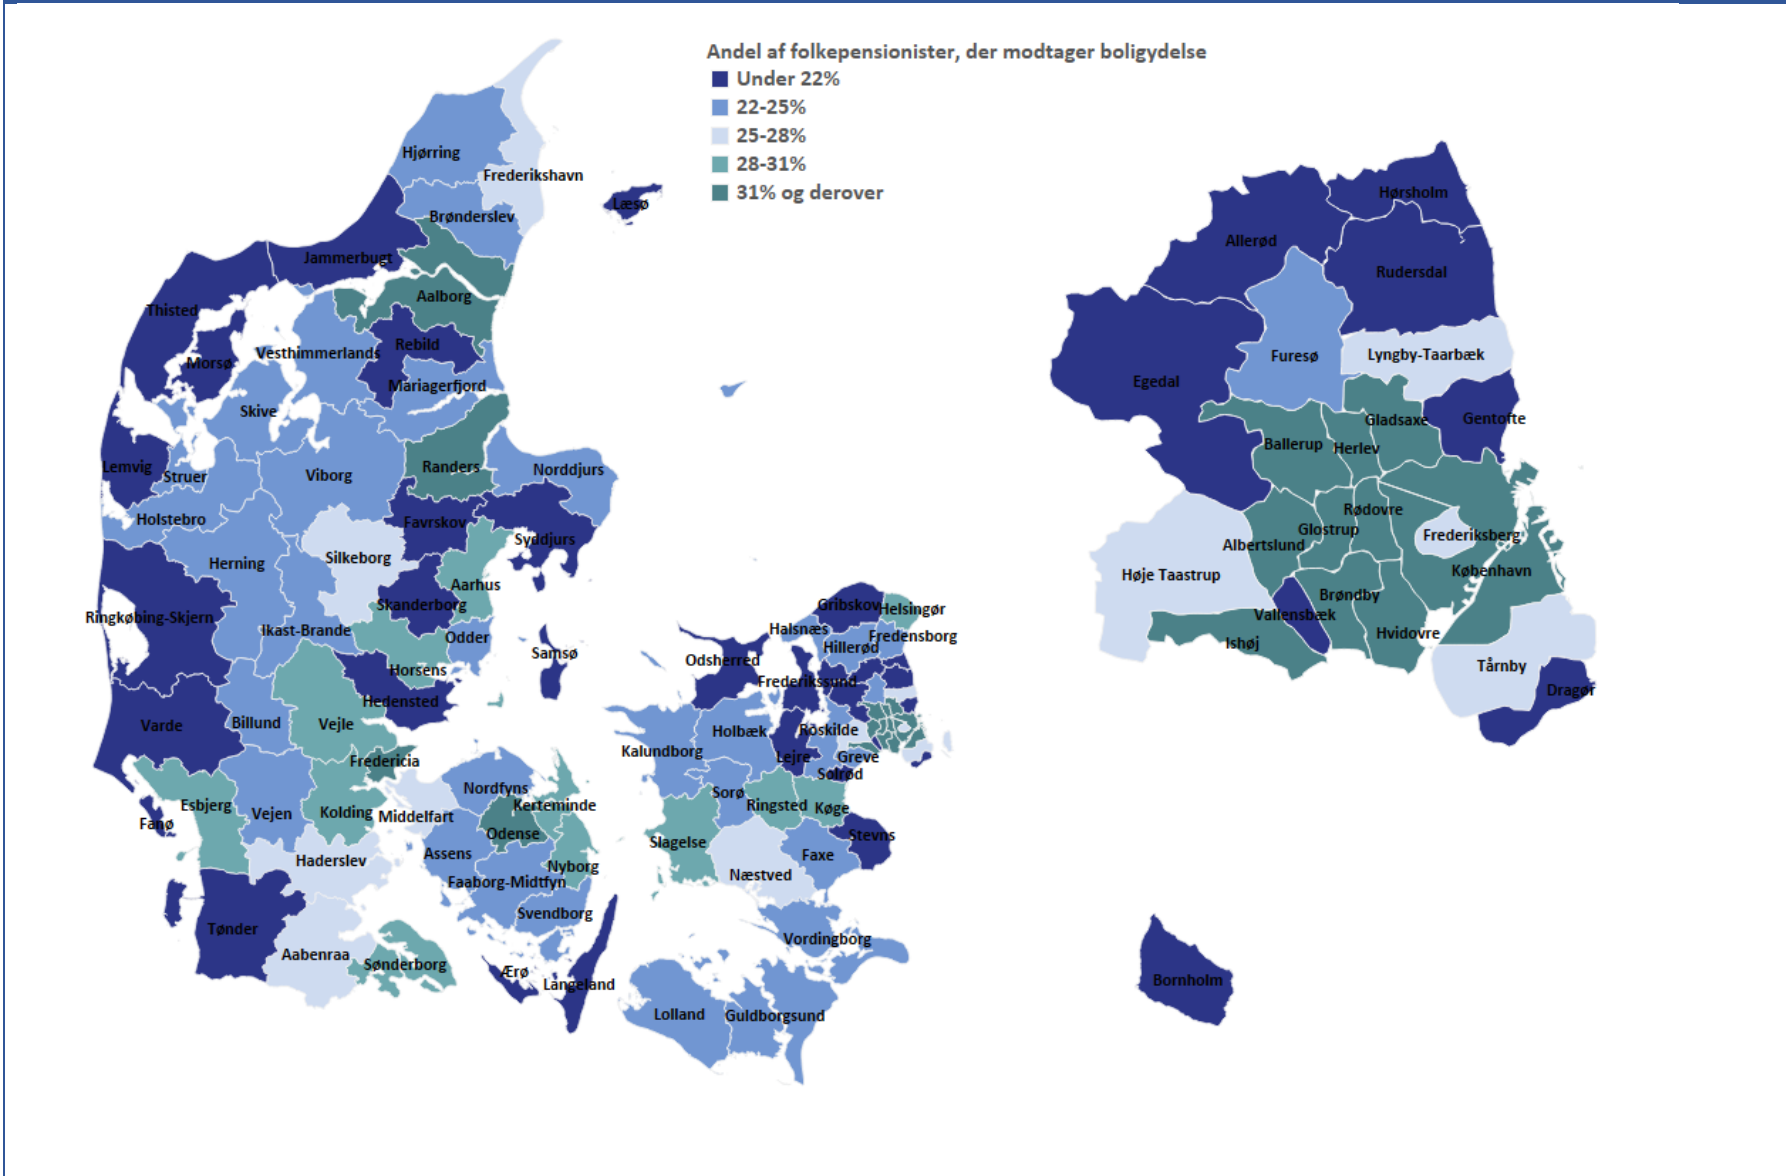 Andel af folkepensionister, der modtager boligydelse
Under 22%
22-25%
25-28%
28-31%
31% og derover
Hjørring
Frederikshavn
Læsø
Brønderslev
Jammerbugt
Aalborg
Thisted
Rebild
Vesthimmerlands
Morsø
Mariagerfjord
Skive
Lemvig
Struer
Viborg
Randers
Norddjurs
Holstebro
Favrskov
Syddjurs
Herning
Silkeborg
Aarhus
Skanderborg
Ringkøbing-Skjern
Ikast-Brande
Odder
Samsø
Horsens
Hedensted
Varde
Billund
Vejle
Fredericia
Esbjerg
Vejen
Kolding
Middelfart
Nordfyns
Kerteminde
Fanø
Odense
Haderslev
Assens
Nyborg
Faaborg-Midtfyn
Svendborg
Tønder
Aabenraa
Sønderborg
Ærø
Langeland
Gribskov
Helsingør
Halsnæs
Hillerød
Fredensborg
Odsherred
Frederikssund
Holbæk
Roskilde
Kalundborg
Lejre
Greve
Solrød
Sorø
Ringsted
Køge
Slagelse
Stevns
Faxe
Næstved
Vordingborg
Lolland
Guldborgsund
Hørsholm
Allerød
Rudersdal
Furesø
Lyngby-Taarbæk
Egedal
Gladsaxe
Gentofte
Ballerup
Herlev
Rødovre
Glostrup
Frederiksberg
Albertslund
Høje Taastrup
København
Brøndby
Vallensbæk
Hvidovre
Ishøj
Tårnby
Dragør
Bornholm